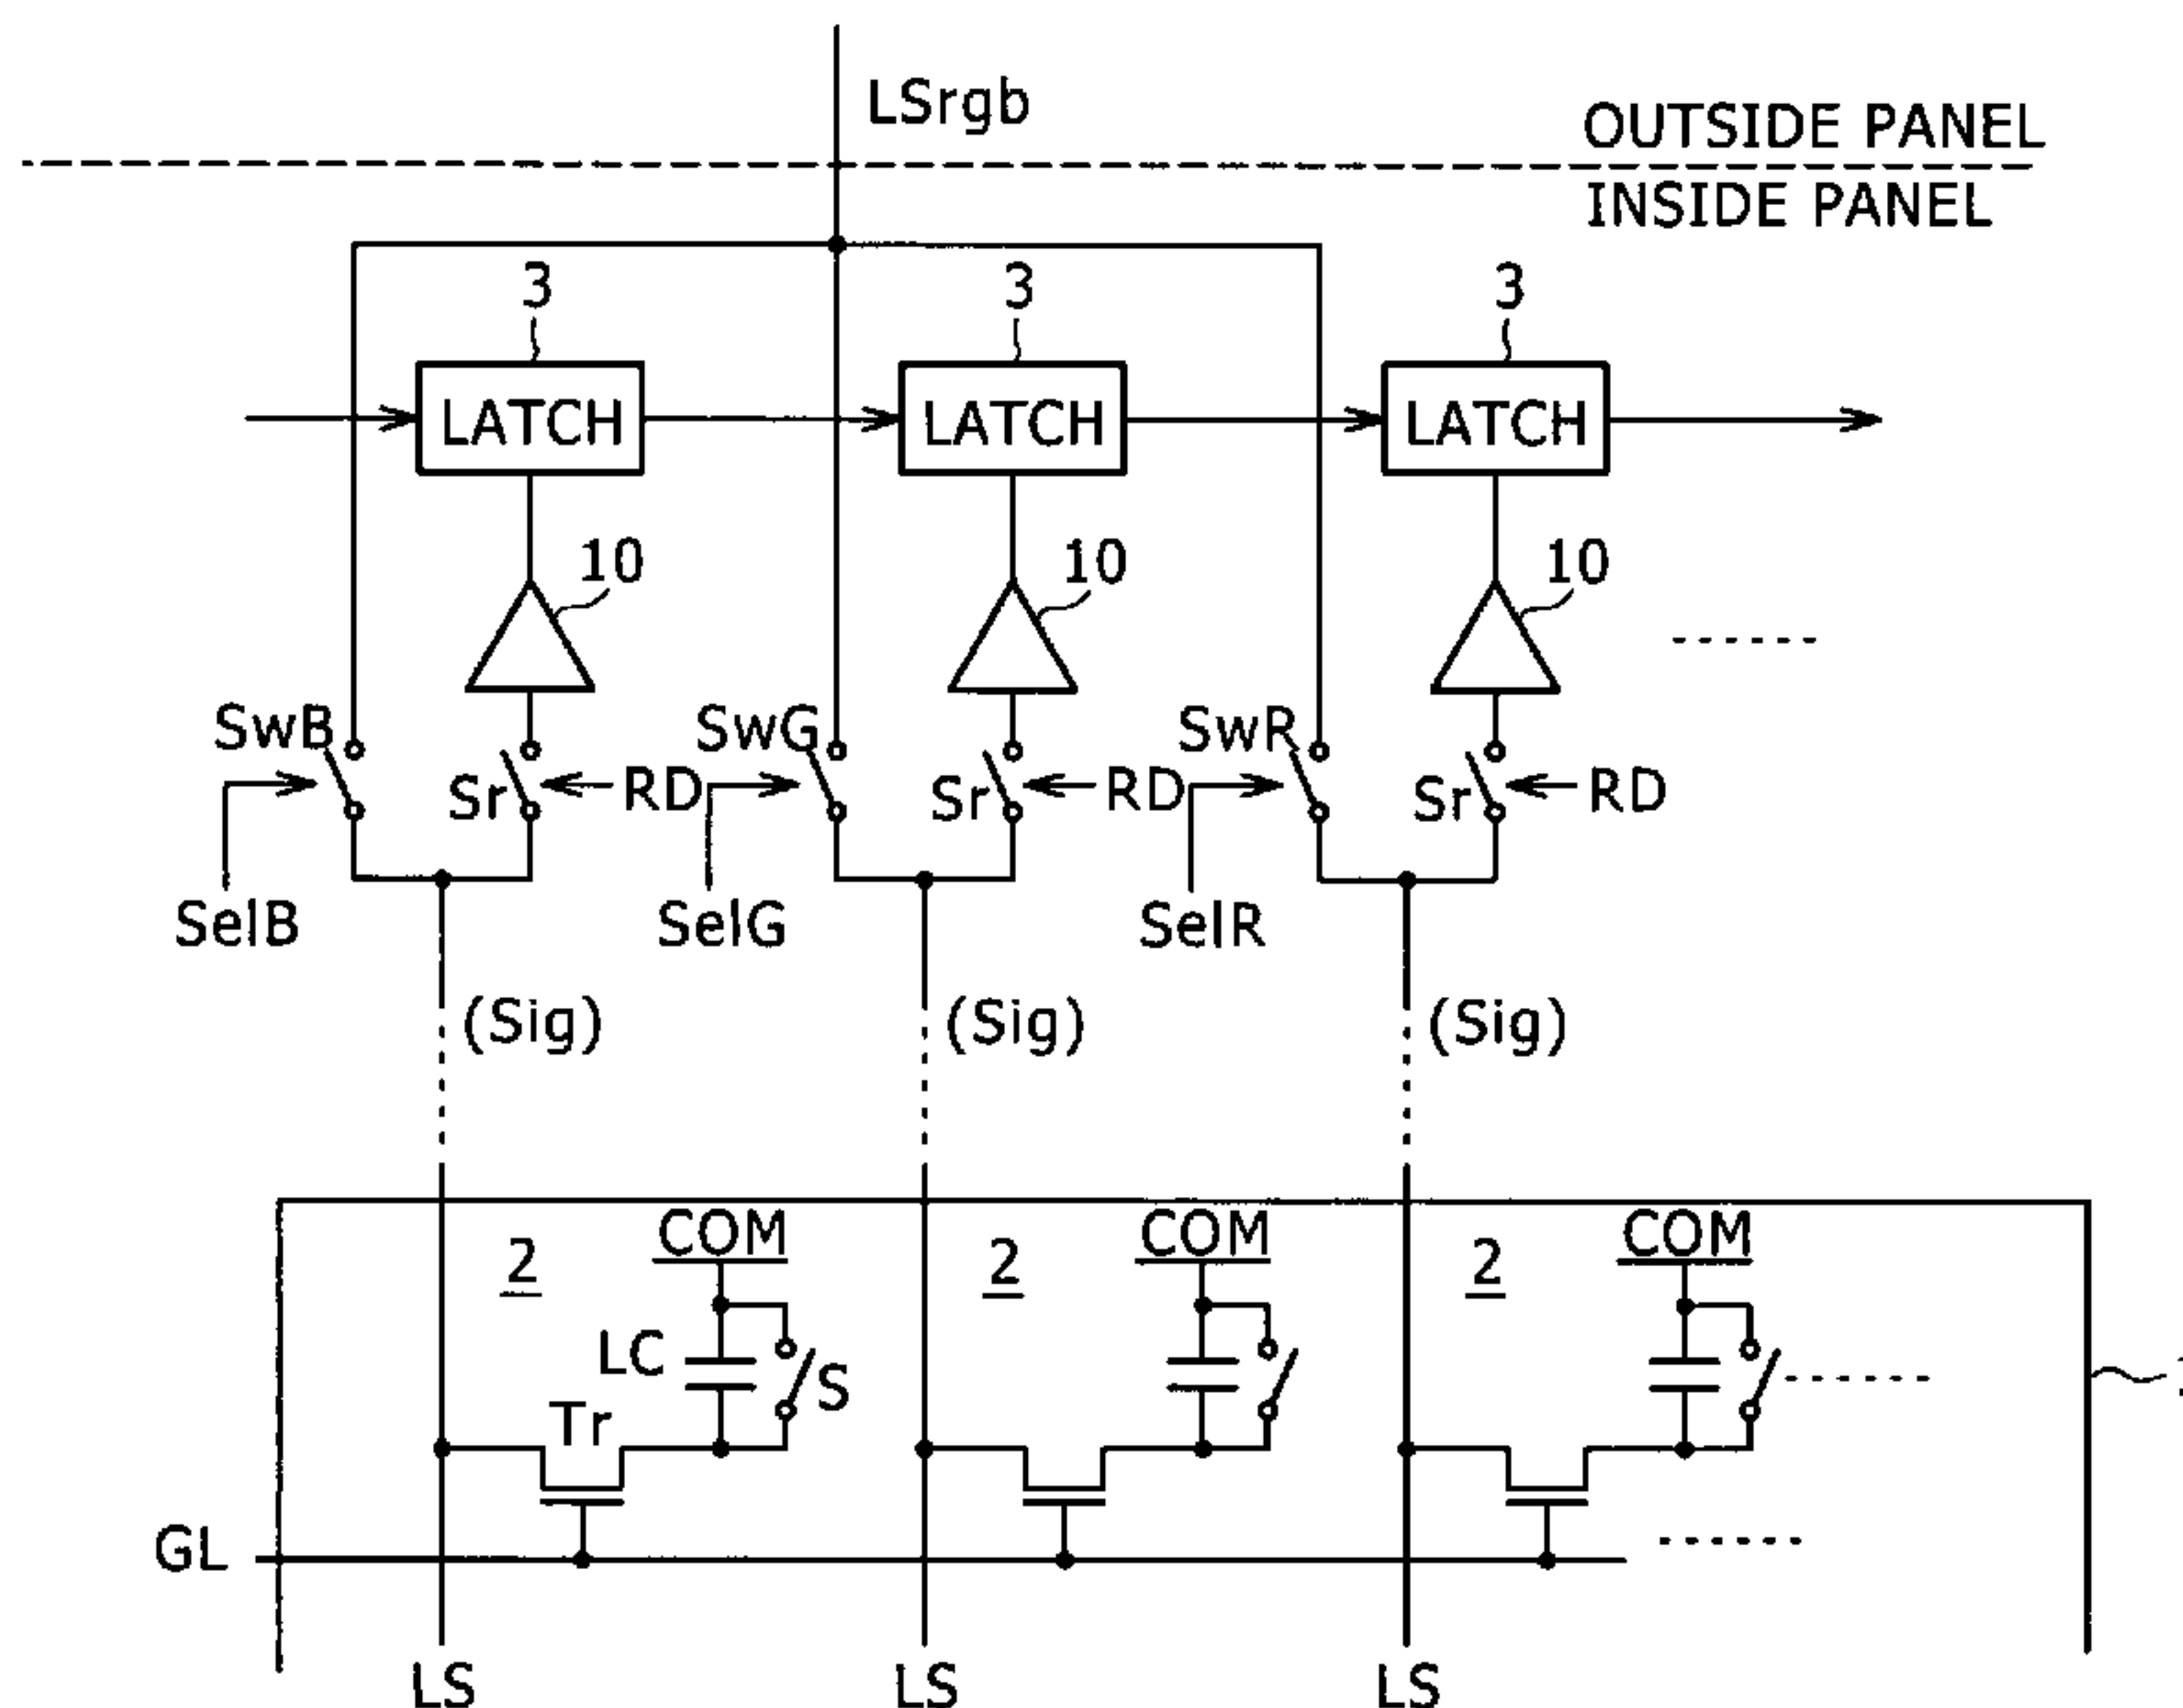 LSrgb
OUTSIDE PANEL
INSIDE PANEL
3 3 3
LATCH LATCH LATCH
10 10 10
SwB SwG SwR
Sr RD Sr RD Sr RD
SelB SelG SelR
(Sig) (Sig) (Sig)
COM COM COM
2 2 2
LC
S
Tr
GL
LS LS LS